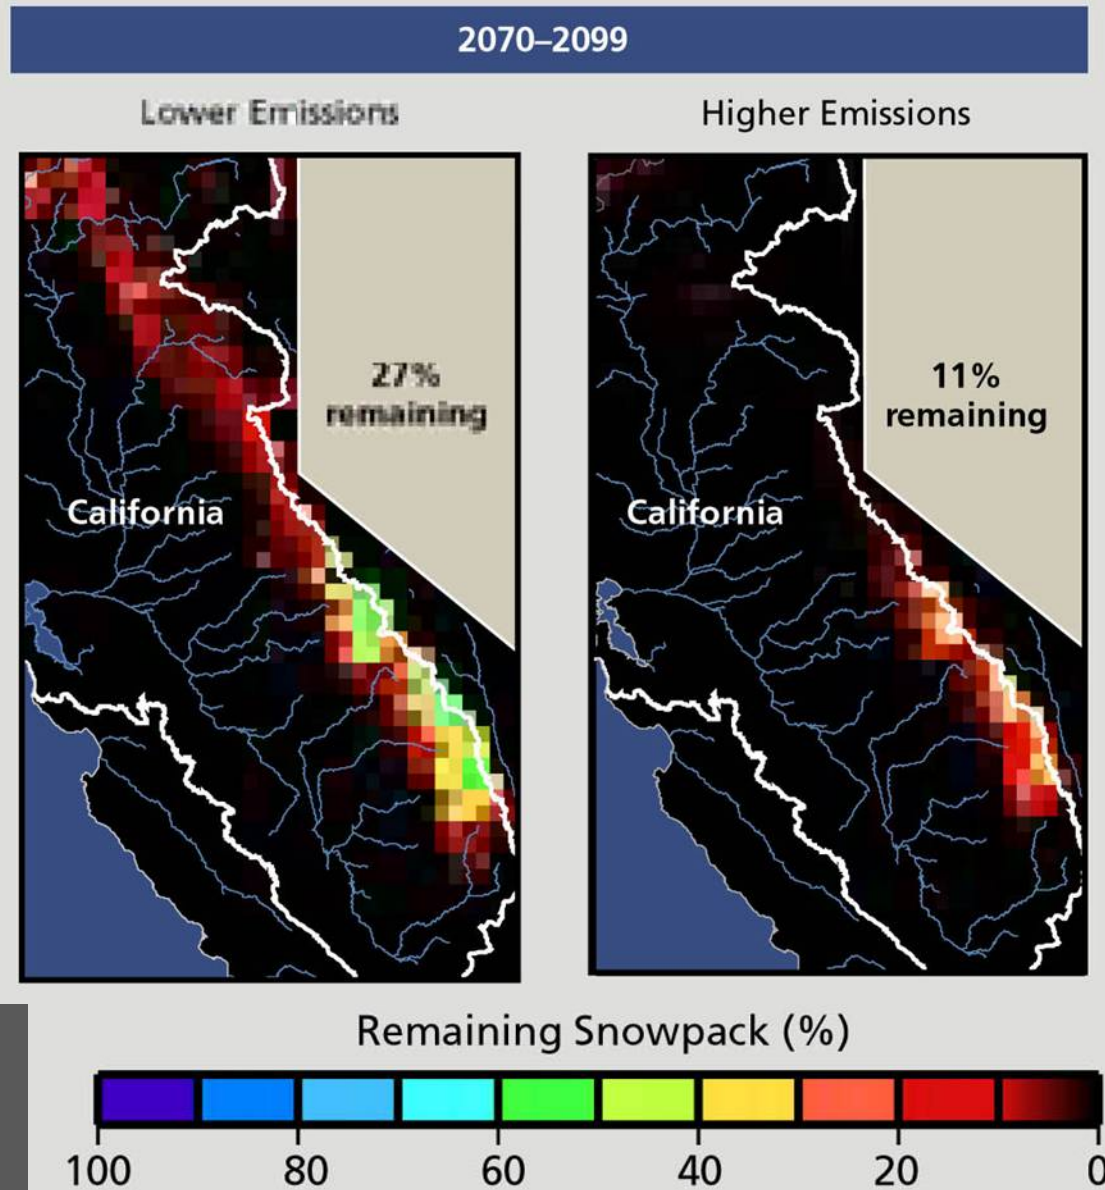 2070–2099
Lower Emissions
Higher Emissions
27%
remaining
11%
remaining
California
California
Remaining Snowpack (%)
100
80
60
40
20
0